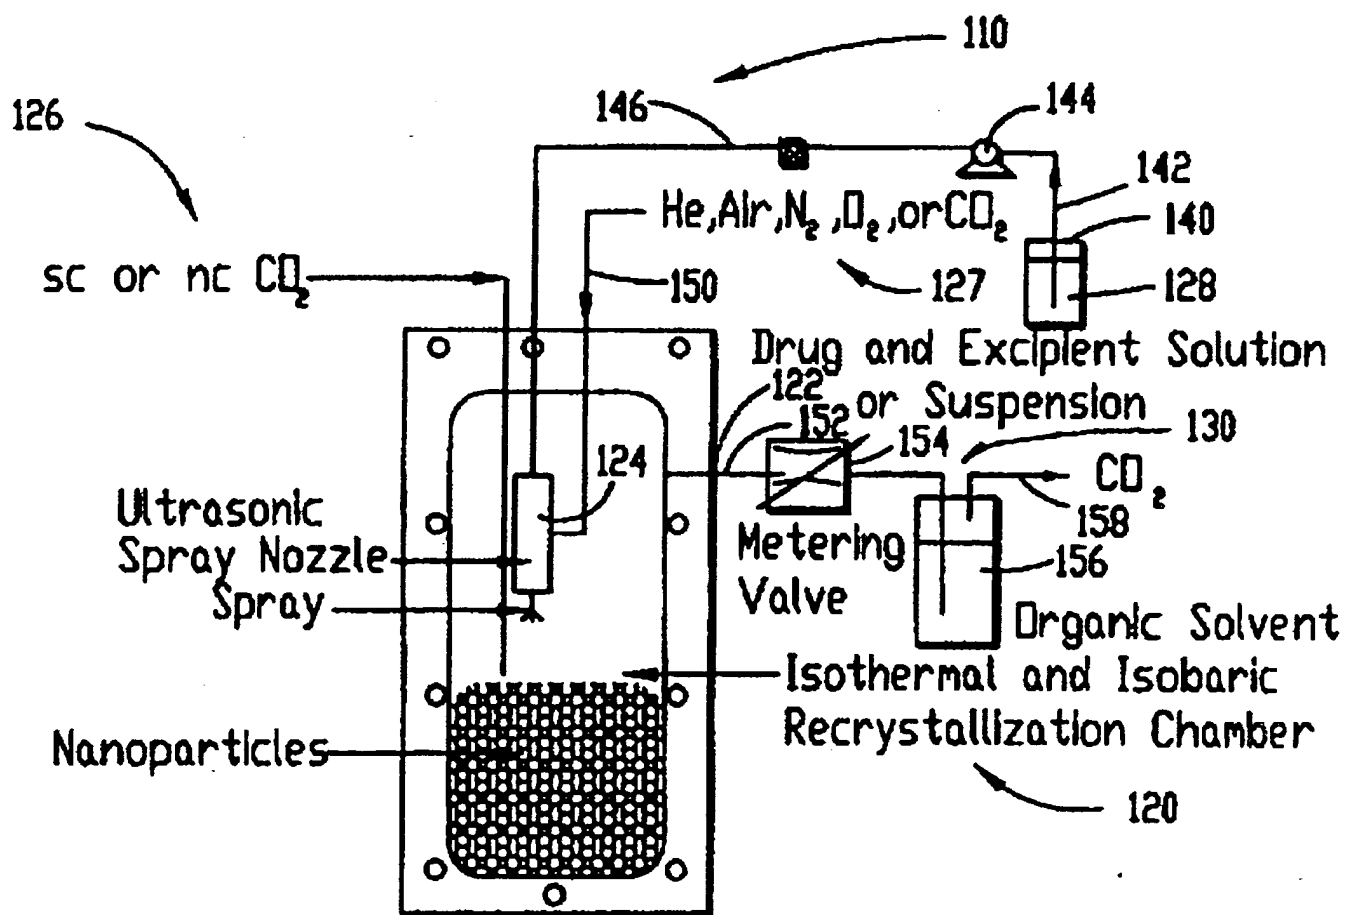 110
126
146
144
142
He, Air, N₂, O₂, or CO₂
140
sc or nc CO₂
150
127
128
Drug and Excipient Solution
or Suspension
122
152
154
130
124
CO₂
158
Ultrasonic
Spray Nozzle
Spray
Metering
Valve
156
Organic Solvent
Isothermal and Isobaric
Recrystallization Chamber
Nanoparticles
120